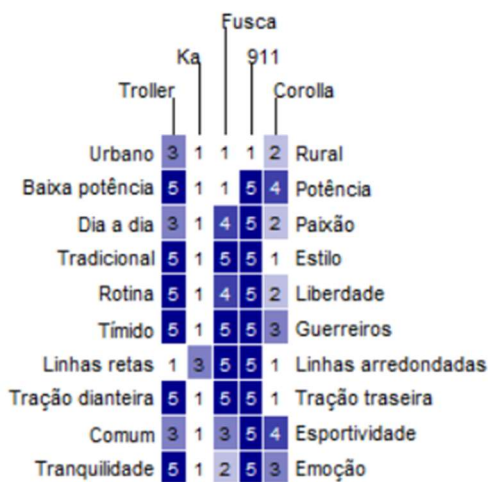 Fusca
Ka 911
Troller Corolla
Urbano 3 1 1 1 2 Rural
Baixa potência 5 1 1 5 4 Potência
Dia a dia 3 1 4 5 2 Paixão
Tradicional 5 1 5 5 1 Estilo
Rotina 5 1 4 5 2 Liberdade
Tímido 5 1 5 5 3 Guerreiros
Linhas retas 1 3 5 5 1 Linhas arredondadas
Tração dianteira 5 1 5 5 1 Tração traseira
Comum 3 1 3 5 4 Esportividade
Tranquilidade 5 1 2 5 3 Emoção